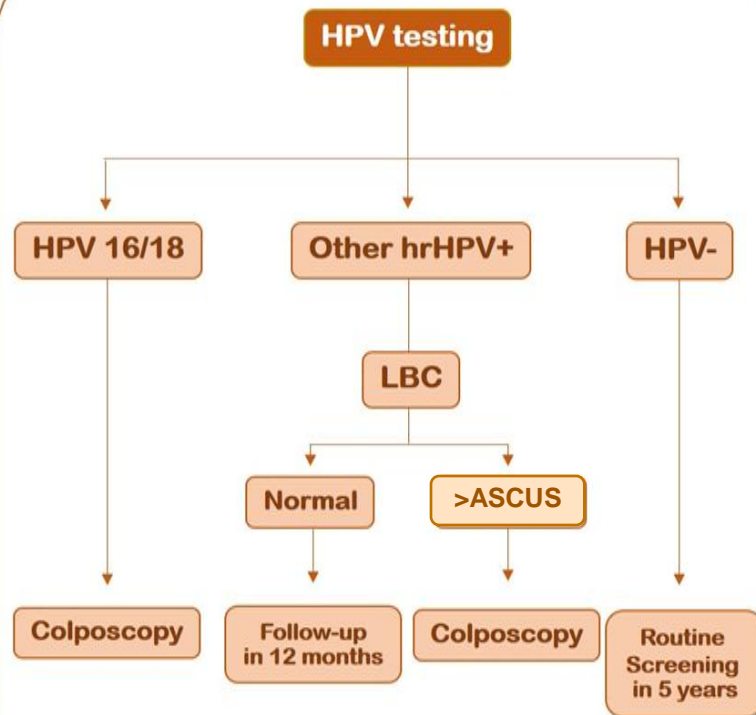 HPV testing
HPV 16/18
Other hrHPV+
HPV-
LBC
Normal
>ASCUS
Colposcopy
Follow-up
in 12 months
Colposcopy
Routine
Screening
in 5 years